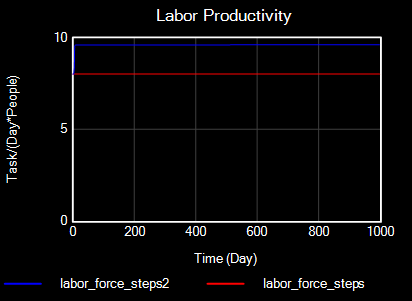 Labor Productivity
10
5
0
Task/(Day*People)
0 200 400 600 800 1000
Time (Day)
labor_force_steps2 labor_force_steps